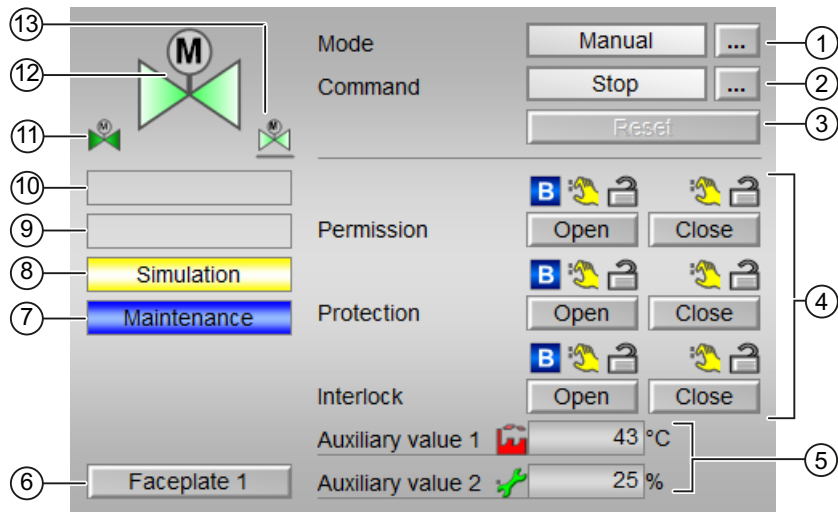 13
M
Mode Manual ... 1
12
Command Stop ... 2
M M
11
Reset 3
10
B B
9
Permission Open Close
8
Simulation
B
4
7
Maintenance
Protection Open Close
B
Interlock Open Close
Auxiliary value 1 43 °C
5
6
Faceplate 1
Auxiliary value 2 25 %